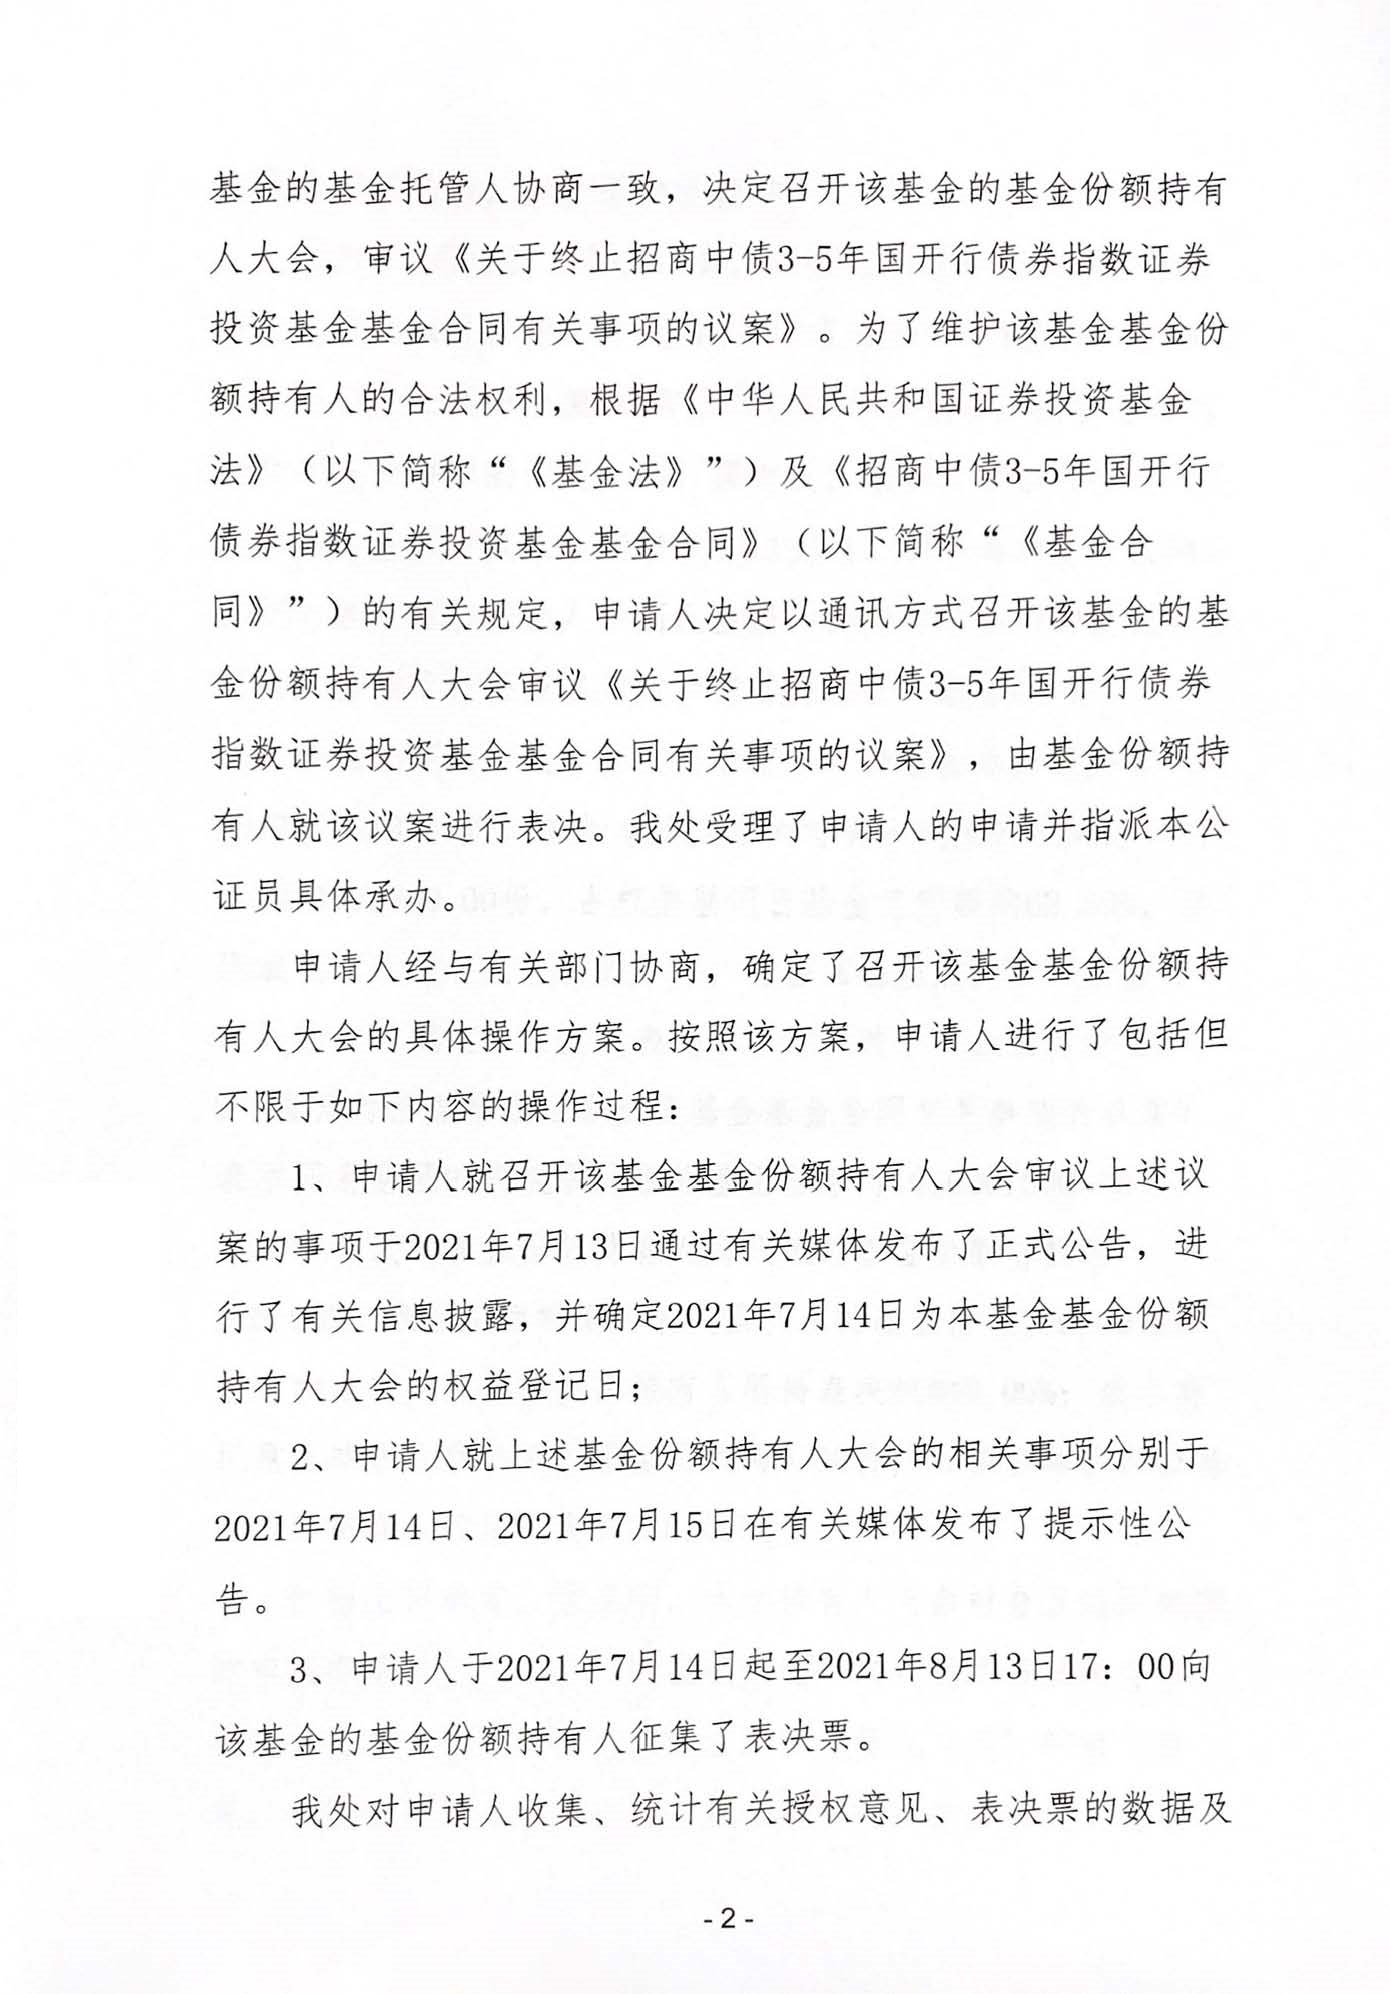 基金的基金托管人协商一致，决定召开该基金的基金份额持有
人大会，审议《关于终止招商中债3-5年国开行债券指数证券
投资基金基金合同有关事项的议案》。为了维护该基金基金份
额持有人的合法权利，根据《中华人民共和国证券投资基金
法》（以下简称“《基金法》”）及《招商中债3-5年国开行
债券指数证券投资基金基金合同》（以下简称“《基金合
同》”）的有关规定，申请人决定以通讯方式召开该基金的基
金份额持有人大会审议《关于终止招商中债3-5年国开行债券
指数证券投资基金基金合同有关事项的议案》，由基金份额持
有人就该议案进行表决。我处受理了申请人的申请并指派本公
证员具体承办。
申请人经与有关部门协商，确定了召开该基金基金份额持
有人大会的具体操作方案。按照该方案，申请人进行了包括但
不限于如下内容的操作过程：
1、申请人就召开该基金基金份额持有人大会审议上述议
案的事项于2021年7月13日通过有关媒体发布了正式公告，进
行了有关信息披露，并确定2021年7月14日为本基金基金份额
持有人大会的权益登记日；
2、申请人就上述基金份额持有人大会的相关事项分别于
2021年7月14日、2021年7月15日在有关媒体发布了提示性公
告。
3、申请人于2021年7月14日起至2021年8月13日17：00向
该基金的基金份额持有人征集了表决票。
我处对申请人收集、统计有关授权意见、表决票的数据及
- 2 -